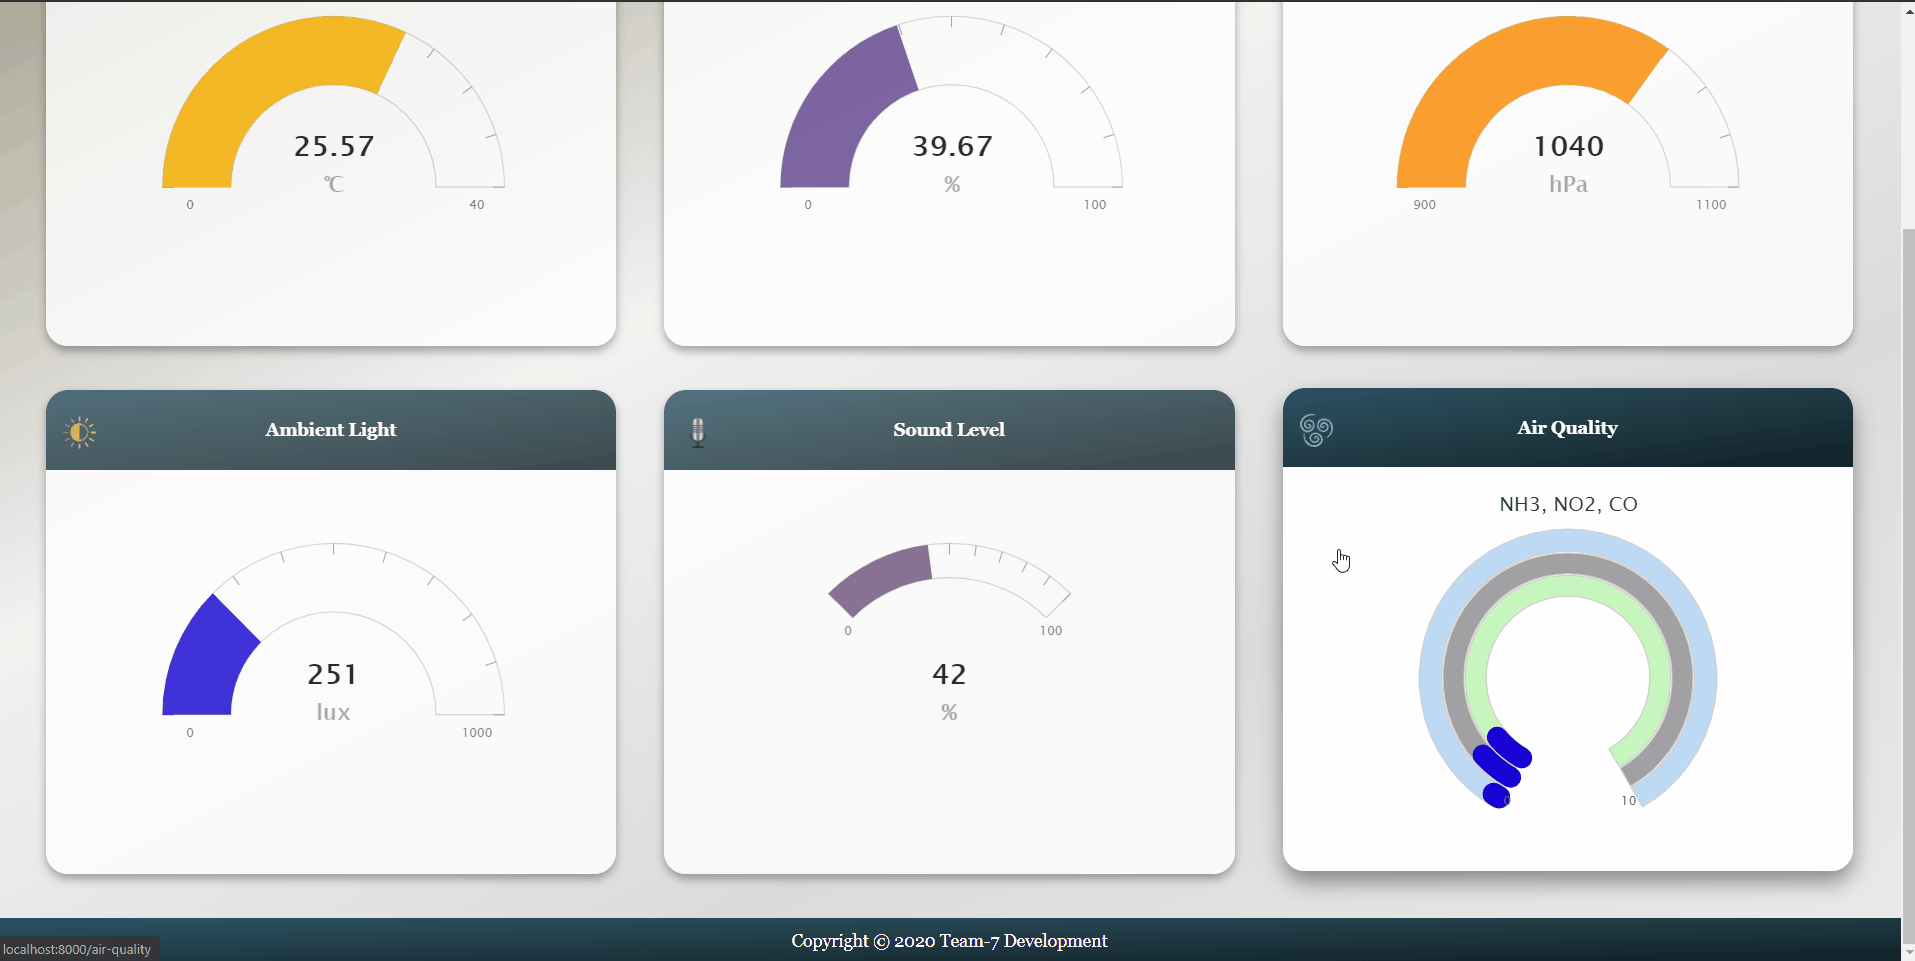 25.57
℃
0 40
39.67
%
0 100
1040
hPa
900 1100
Ambient Light
251
lux
0 1000
Sound Level
0 100
42
%
Air Quality
NH3, NO2, CO
0 10
Copyright © 2020 Team-7 Development
localhost:8000/air-quality